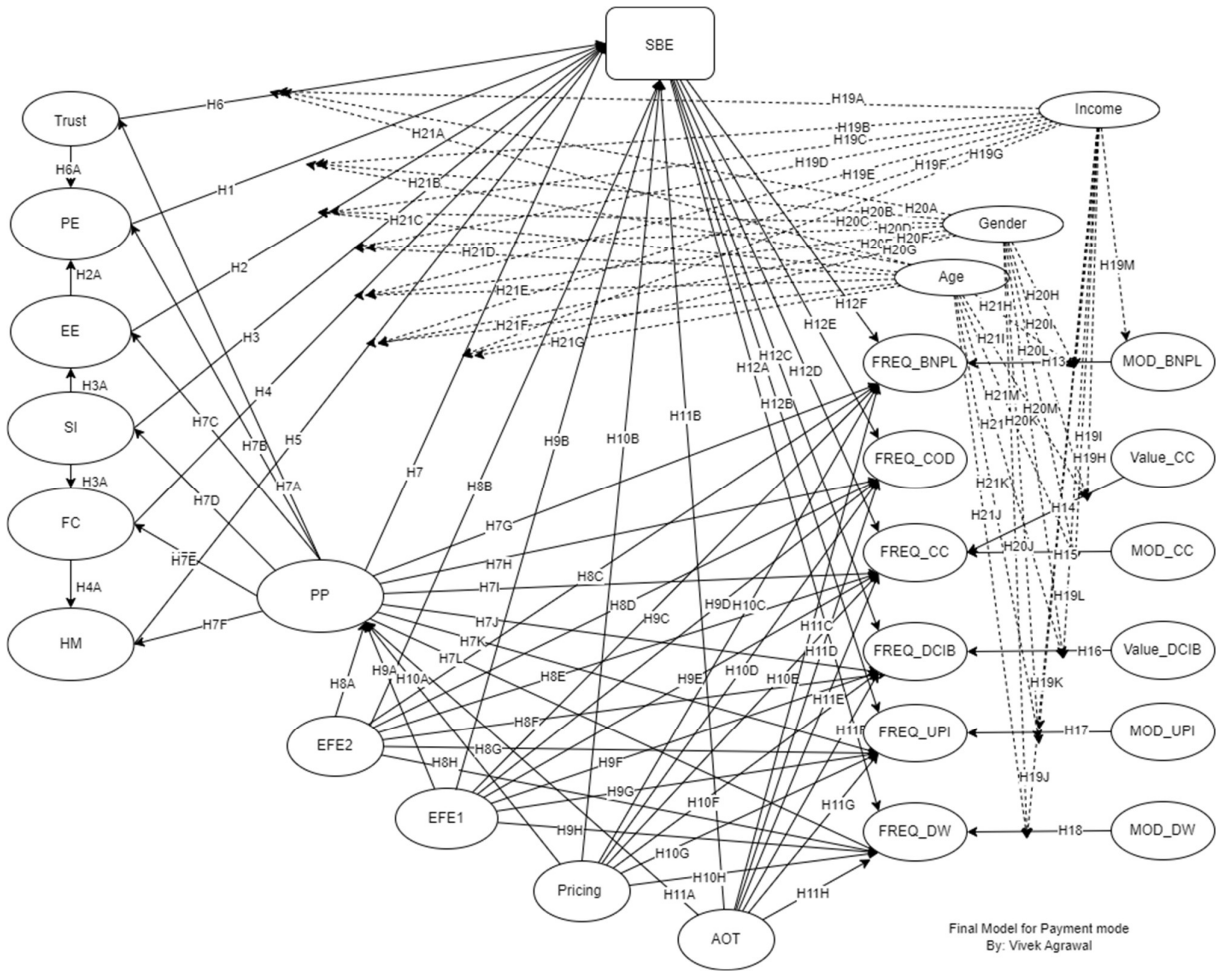 SBE
Income
Trust
H6
H19A
H21A
H19B
H19C
H19D
H19F
H19G
H19E
H6A
PE
H1
H21B
H21C
H20A
H20B
H20C
H20D
H20F
H20G
Gender
H2
H21D
Age
H19M
H2A
EE
H21E
H21F
H21G
H12F
H12E
H21H
H20H
H20I
H21I
H20L
H3
H12C
H12A
H12D
H12B
FREQ_BNPL
H13
MOD_BNPL
H3A
H4
H5
H21M
H20M
H20K
H21
SI
H7C
H7B
H7
H9B
H10B
H11B
H8B
FREQ_COD
H19I
H19H
Value_CC
H3A
H7A
H7D
H21K
H21J
H14
FC
H7E
H7G
H7H
H7I
H8C
H20J
H15
FREQ_CC
MOD_CC
H4A
PP
H8D
H9D
H10C
H9C
H19L
HM
H7F
H7J
H7K
H7L
H11C
H11D
FREQ_DCIB
H16
Value_DCIB
H8A
H9A
H10A
H8E
H9E
H10D
H10E
H11E
H19K
EFE2
H8F
H8G
H8H
H9F
FREQ_UPI
H17
MOD_UPI
H9G
H10F
H11G
H19J
EFE1
H9H
H10G
FREQ_DW
H18
MOD_DW
Pricing
H10H
H11A
H11H
AOT
Final Model for Payment mode
By: Vivek Agrawal